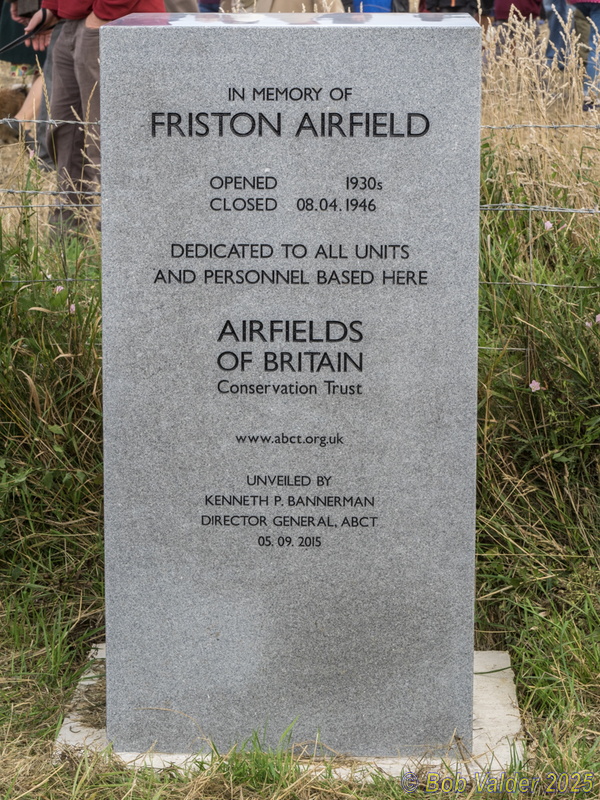 IN MEMORY OF
FRISTON AIRFIELD
OPENED 1930s
CLOSED 08.04.1946
DEDICATED TO ALL UNITS
AND PERSONNEL BASED HERE
AIRFIELDS
OF BRITAIN
Conservation Trust
www.abct.org.uk
UNVEILED BY
KENNETH P. BANNERMAN
DIRECTOR GENERAL, ABCT
05. 09. 2015
© Bob Valder 2025